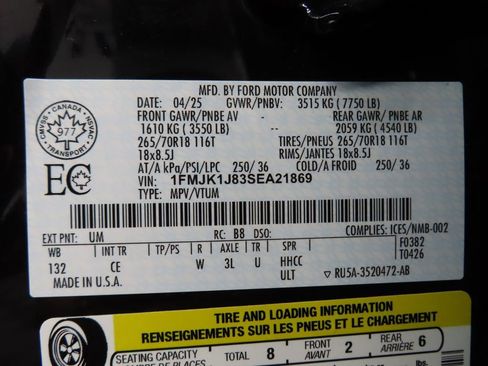 MFD. BY FORD MOTOR COMPANY
DATE: 04/25 GVWR/PNBV: 3515 KG ( 7750 LB)
FRONT GAWR/PNBE AV - REAR GAWR/ PNBE AR
1610 KG ( 3550 LB) 2059 KG ( 4540 LB)
265/70R18 116T TIRES/PNEUS 265/70R18 116T
18x8.5J RIMS/JANTES 18x8.5J
AT/A kPa/PSI/LPC 250/ 36 COLD/A FROID 250/ 36
VIN: 1FMJK1J83SEA21869
TYPE: MPV/VTUM
CMVSS · CANADA · NSVAC
977
TRANSPORT
EC
COMPLIES: ICES/NMB-002
EXT PNT: UM RC: B8 DSO:
WB INT TR TP/PS R AXLE TR SPR F0382
132 CE W 3L U HHCC T0426
ULT ▽ RU5A-3520472-AB
MADE IN U.S.A.
TIRE AND LOADING INFORMATION
RENSEIGNEMENTS SUR LES PNEUS ET LE CHARGEMENT
SEATING CAPACITY TOTAL 8 FRONT AVANT 2 REAR ARRIÈRE 6
lbs.